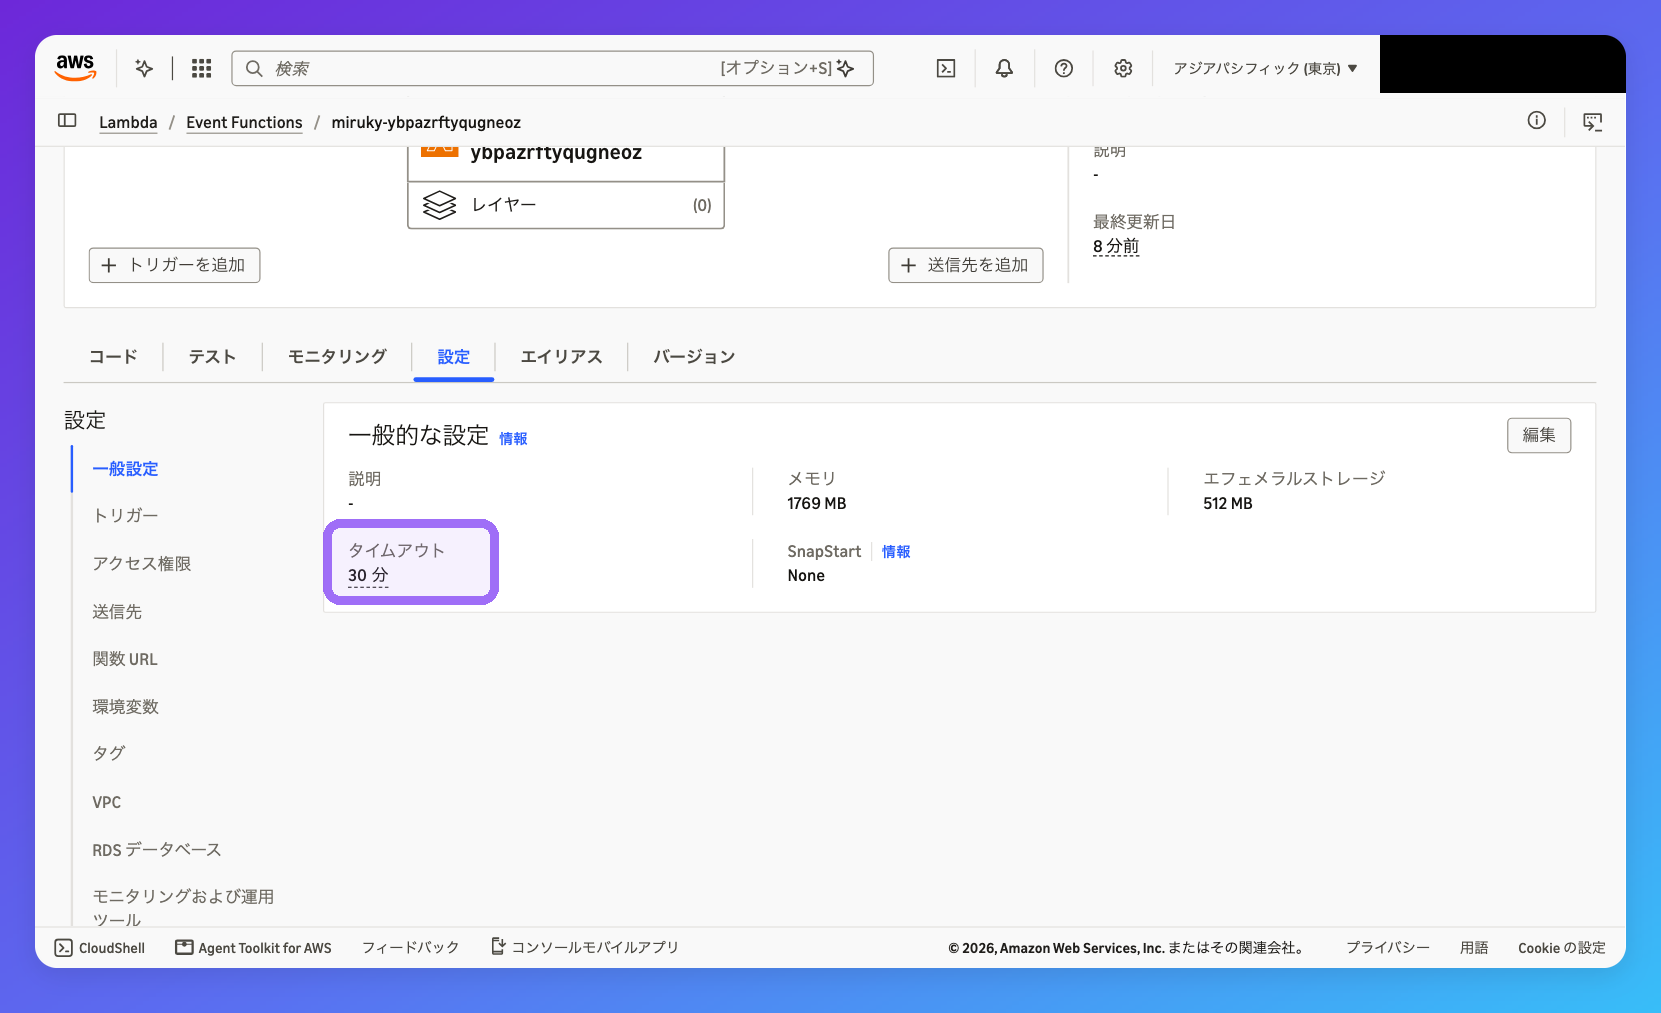 aws
検索
[オプション+S]
アジアパシフィック (東京) ▼
Lambda / Event Functions / miruky-ybpazrftyqugneoz
ybpazrftyqugneoz
レイヤー (0)
+ トリガーを追加
+ 送信先を追加
説明
-
最終更新日
8 分前
コード
テスト
モニタリング
設定
エイリアス
バージョン
設定
一般設定
トリガー
アクセス権限
送信先
関数 URL
環境変数
タグ
VPC
RDS データベース
モニタリングおよび運用
ツール
一般的な設定 情報
編集
説明
-
メモリ
1769 MB
エフェメラルストレージ
512 MB
タイムアウト
30 分
SnapStart 情報
None
CloudShell
Agent Toolkit for AWS
フィードバック
コンソールモバイルアプリ
© 2026, Amazon Web Services, Inc. またはその関連会社。
プライバシー
用語
Cookie の設定